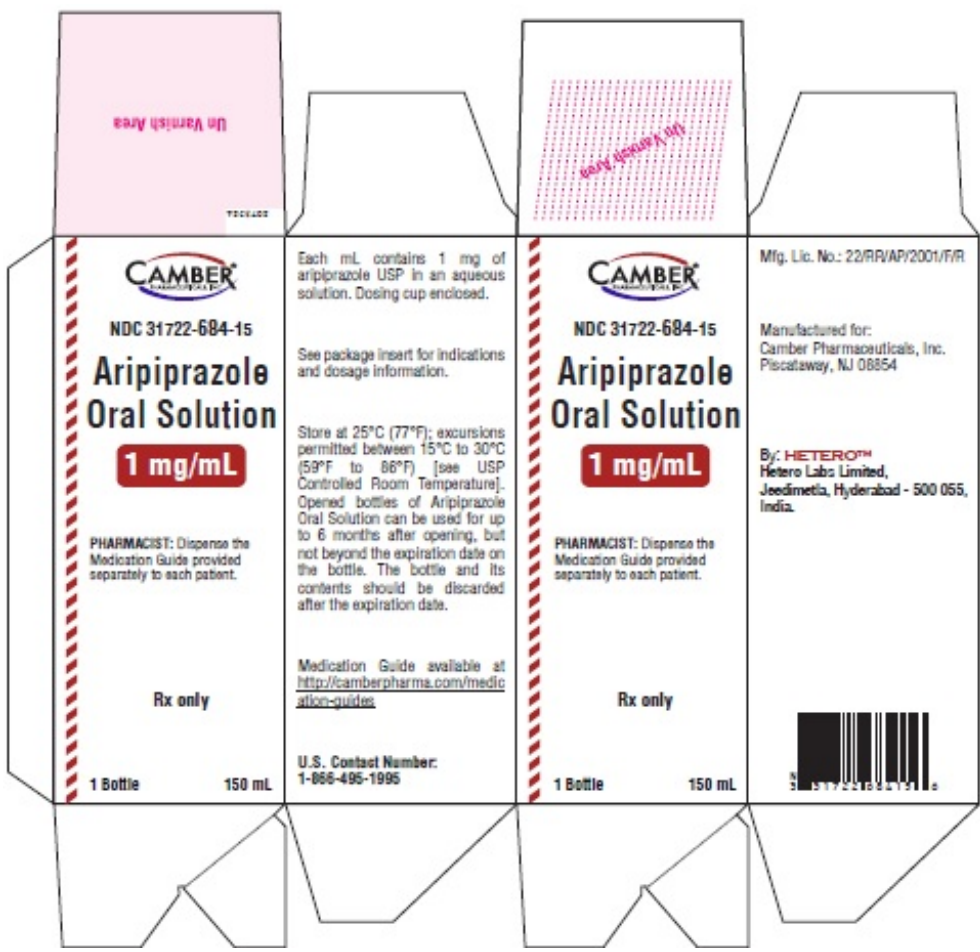 Un Varnish Area
CAMBER®
PHARMACEUTICALS, INC.
NDC 31722-684-15
Aripiprazole
Oral Solution
1 mg/mL
PHARMACIST: Dispense the
Medication Guide provided
separately to each patient.
Rx only
1 Bottle 150 mL
Each mL contains 1 mg of
aripiprazole USP in an aqueous
solution. Dosing cup enclosed.
See package insert for indications
and dosage information.
Store at 25°C (77°F); excursions
permitted between 15°C to 30°C
(59°F to 86°F) [see USP
Controlled Room Temperature].
Opened bottles of Aripiprazole
Oral Solution can be used for up
to 6 months after opening, but
not beyond the expiration date on
the bottle. The bottle and its
contents should be discarded
after the expiration date.
Medication Guide available at
http://camberpharma.com/medic
ation-guides
U.S. Contact Number:
1-866-495-1995
Un Varnish Area
CAMBER®
PHARMACEUTICALS, INC.
NDC 31722-684-15
Aripiprazole
Oral Solution
1 mg/mL
PHARMACIST: Dispense the
Medication Guide provided
separately to each patient.
Rx only
1 Bottle 150 mL
Mfg. Lic. No.: 22/RR/AP/2001/F/R
Manufactured for:
Camber Pharmaceuticals, Inc.
Piscataway, NJ 08854
By: HETERO™
Hetero Labs Limited,
Jeedimetla, Hyderabad - 500 055,
India.